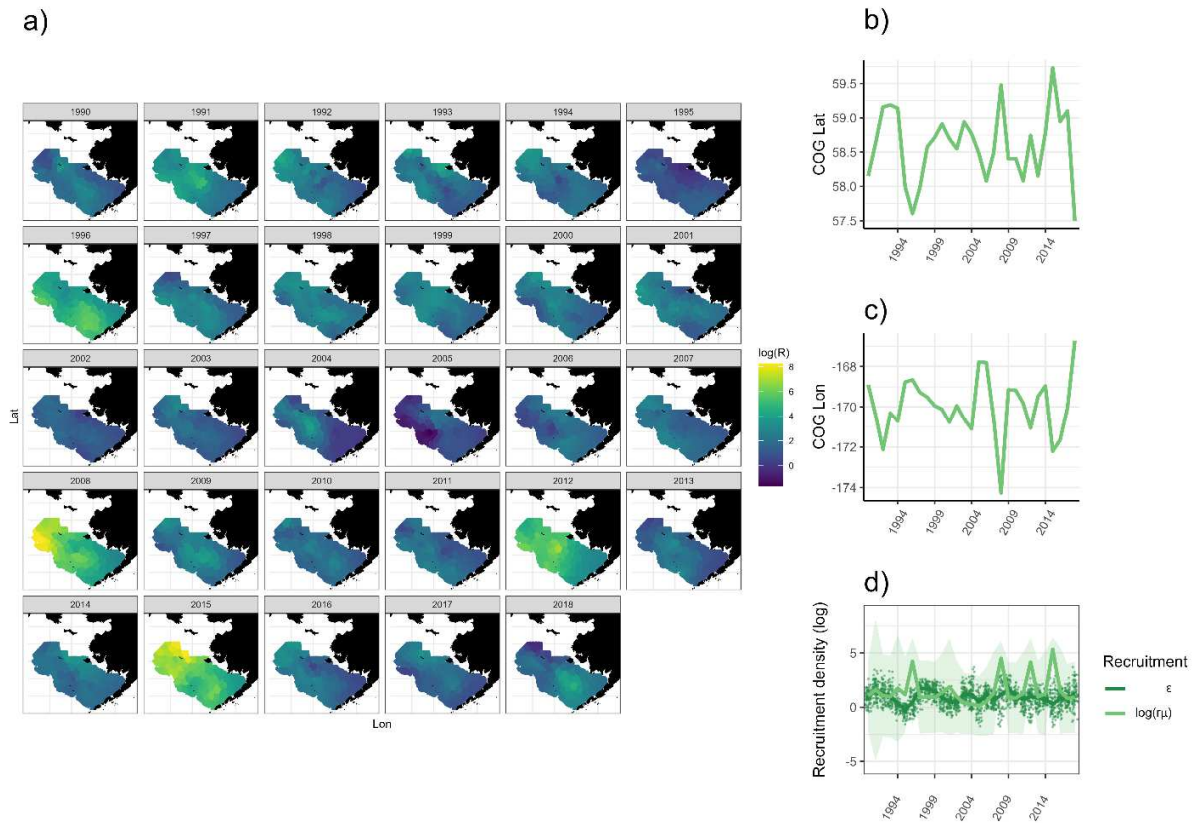 a)
1990 1991 1992 1993 1994 1995
1996 1997 1998 1999 2000 2001
2002 2003 2004 2005 2006 2007
2008 2009 2010 2011 2012 2013
2014 2015 2016 2017 2018
Lat
Lon
log(R)
8
6
4
2
0
b)
COG Lat
59.5
59.0
58.5
58.0
57.5
1994 1999 2004 2009 2014
c)
COG Lon
-168
-170
-172
-174
1994 1999 2004 2009 2014
d)
Recruitment density (log)
5
0
-5
1994 1999 2004 2009 2014
Recruitment
ε
log(rμ)